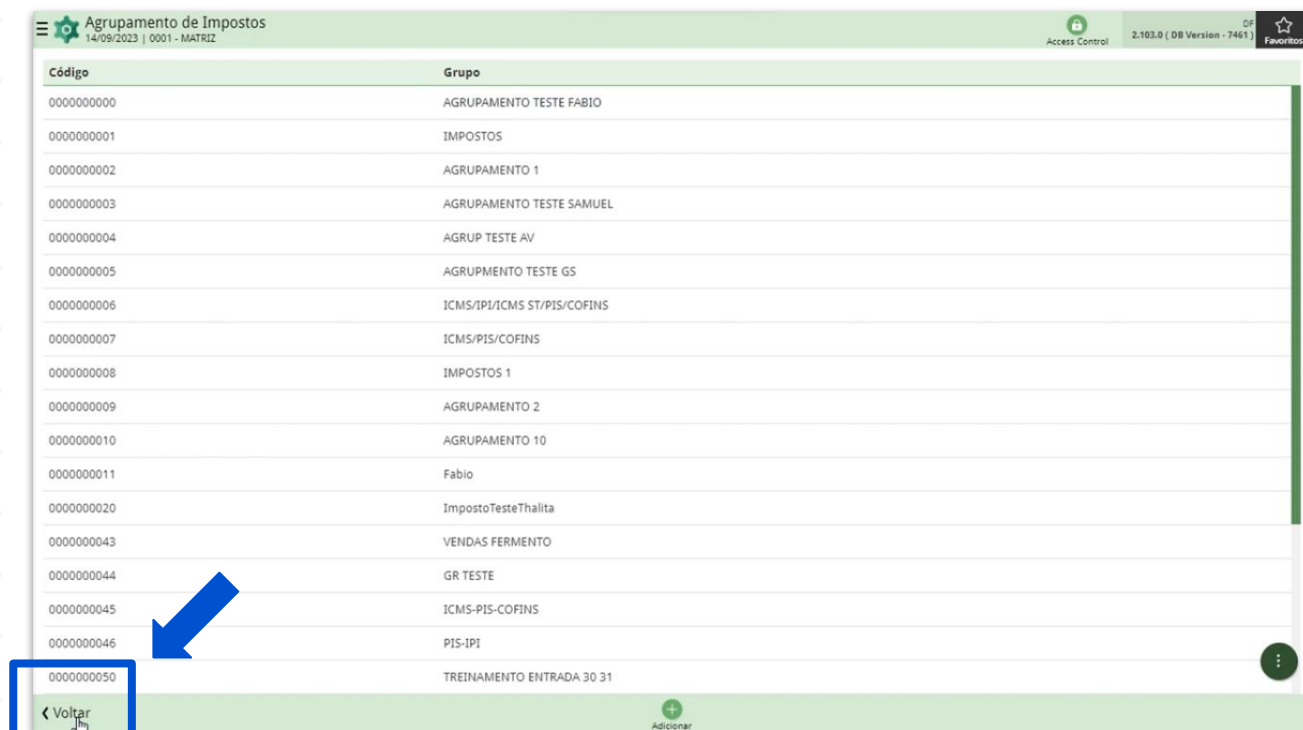 Agrupamento de Impostos
14/09/2023 | 0001 - MATRIZ
Access Control
DF
2.103.0 ( DB Version - 7461 )
Favoritos
Código Grupo
0000000000 AGRUPAMENTO TESTE FABIO
0000000001 IMPOSTOS
0000000002 AGRUPAMENTO 1
0000000003 AGRUPAMENTO TESTE SAMUEL
0000000004 AGRUP TESTE AV
0000000005 AGRUPMENTO TESTE GS
0000000006 ICMS/IPI/ICMS ST/PIS/COFINS
0000000007 ICMS/PIS/COFINS
0000000008 IMPOSTOS 1
0000000009 AGRUPAMENTO 2
0000000010 AGRUPAMENTO 10
0000000011 Fabio
0000000020 ImpostoTesteThalita
0000000043 VENDAS FERMENTO
0000000044 GR TESTE
0000000045 ICMS-PIS-COFINS
0000000046 PIS-IPI
0000000050 TREINAMENTO ENTRADA 30 31
Voltar
Adicionar